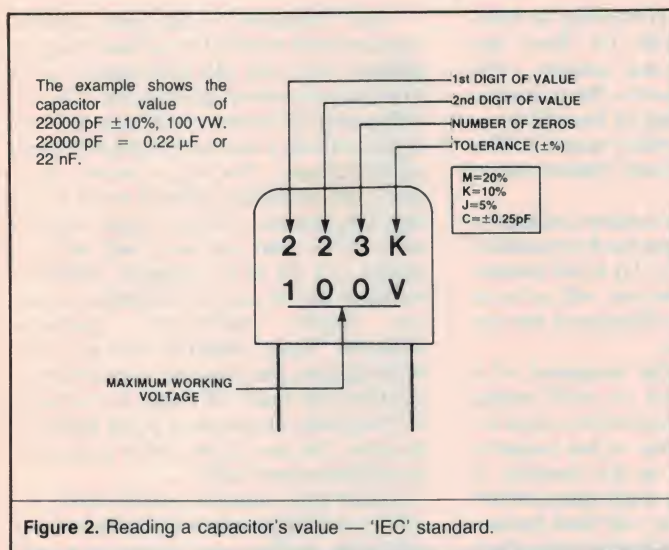 The example shows the
capacitor value of
22000 pF ±10%, 100 VW.
22000 pF = 0.22 μF or
22 nF.
1st DIGIT OF VALUE
2nd DIGIT OF VALUE
NUMBER OF ZEROS
TOLERANCE (±%)
M=20%
K=10%
J=5%
C=±0.25pF
2 2 3 K
1 0 0 V
MAXIMUM WORKING
VOLTAGE
Figure 2. Reading a capacitor's value — 'IEC' standard.